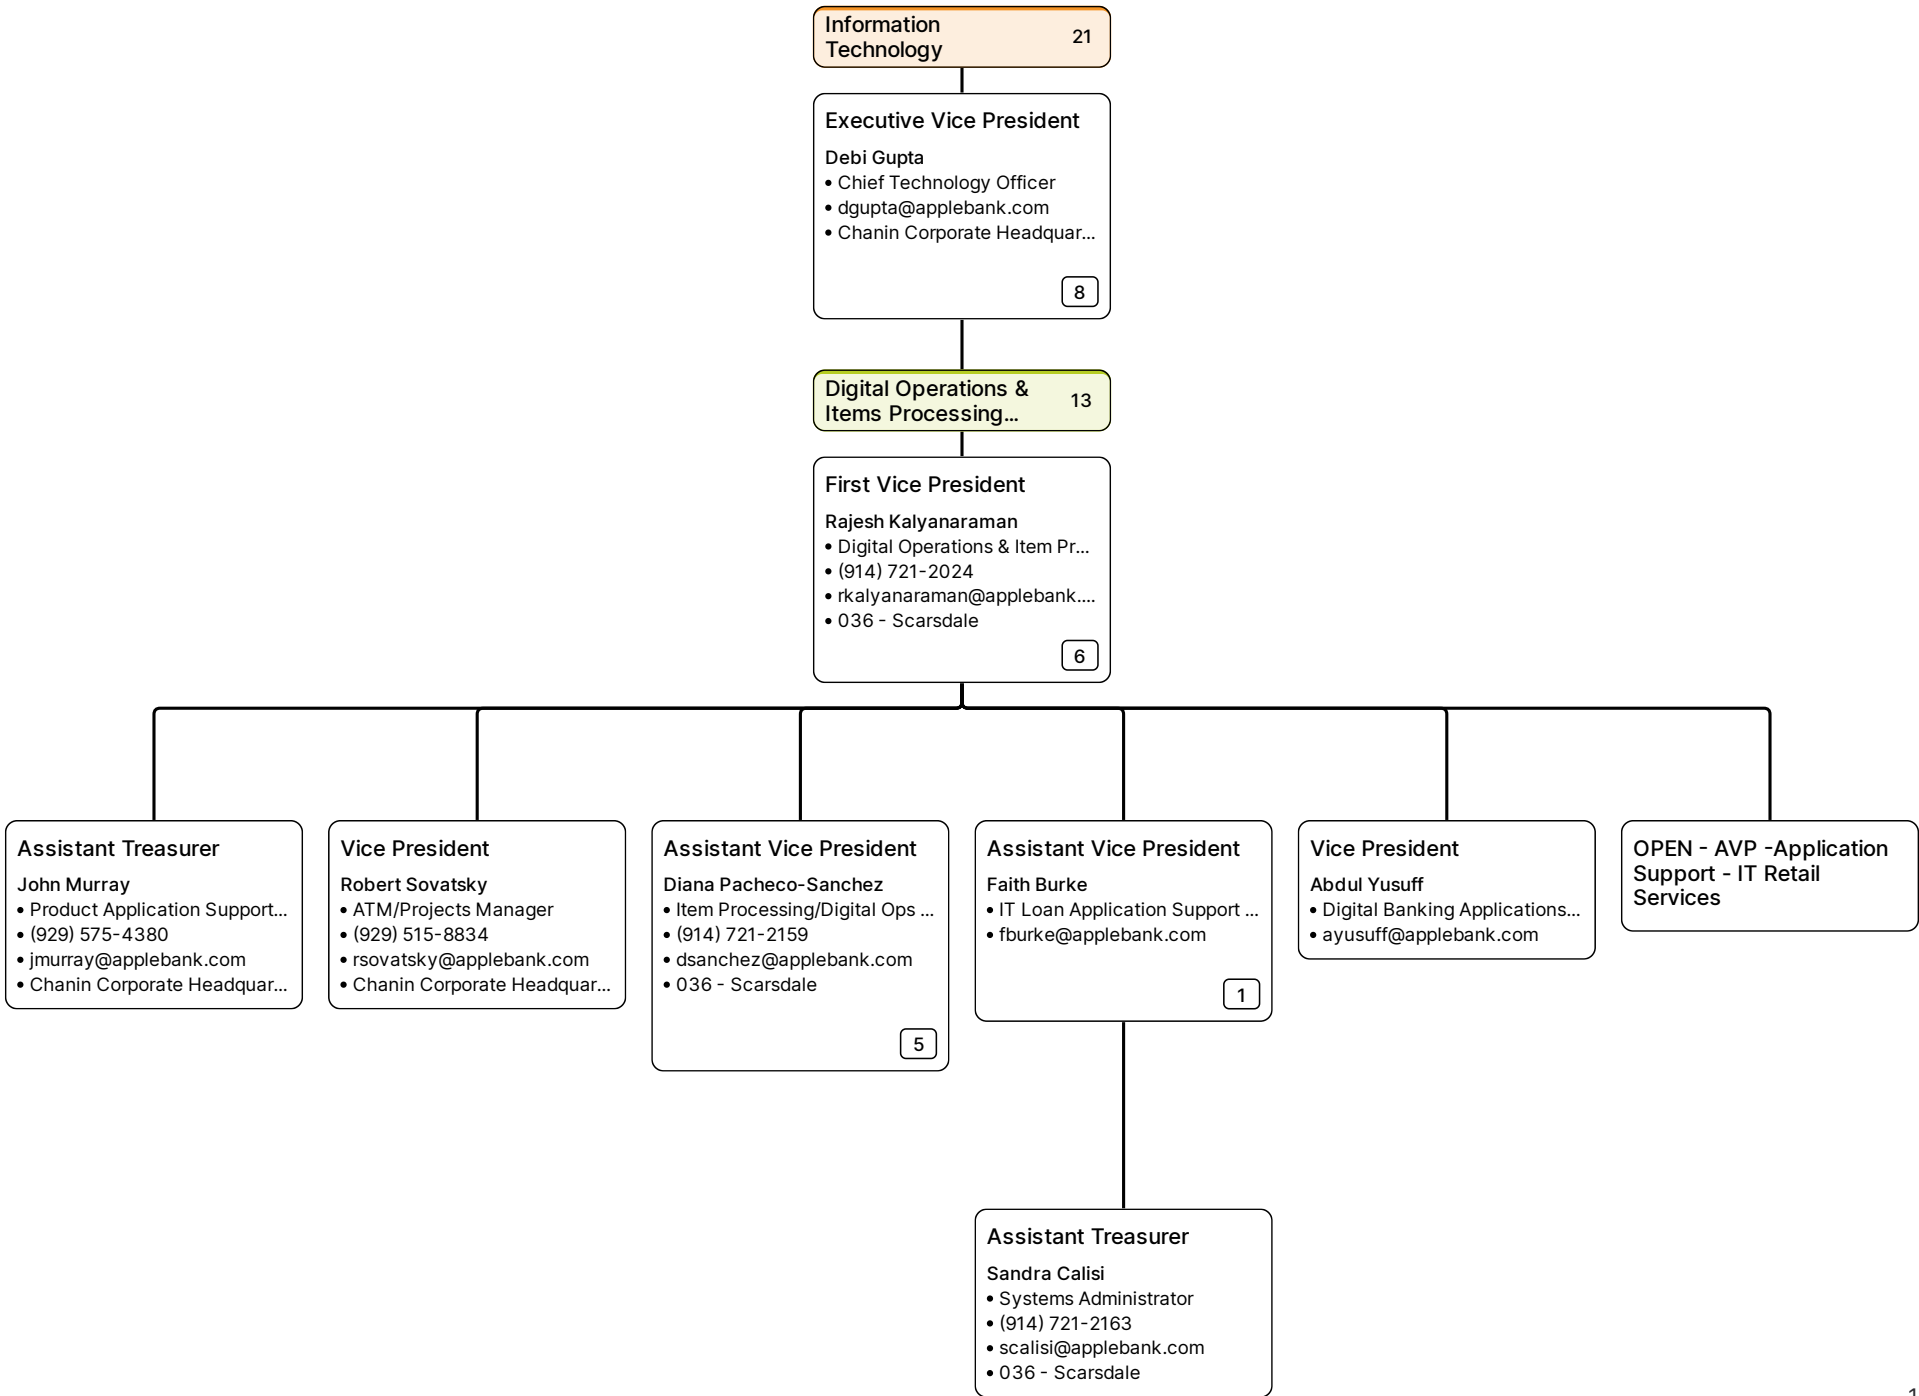 Information
Technology
21
Executive Vice President
Debi Gupta
• Chief Technology Officer
• dgupta@applebank.com
• Chanin Corporate Headquar...
8
Digital Operations &
Items Processing...
13
First Vice President
Rajesh Kalyanaraman
• Digital Operations & Item Pr...
• (914) 721-2024
• rkalyanaraman@applebank....
• 036 - Scarsdale
6
Assistant Treasurer
John Murray
• Product Application Support...
• (929) 575-4380
• jmurray@applebank.com
• Chanin Corporate Headquar...
Vice President
Robert Sovatsky
• ATM/Projects Manager
• (929) 515-8834
• rsovatsky@applebank.com
• Chanin Corporate Headquar...
Assistant Vice President
Diana Pacheco-Sanchez
• Item Processing/Digital Ops ...
• (914) 721-2159
• dsanchez@applebank.com
• 036 - Scarsdale
5
Assistant Vice President
Faith Burke
• IT Loan Application Support ...
• fburke@applebank.com
1
Vice President
Abdul Yusuff
• Digital Banking Applications...
• ayusuff@applebank.com
OPEN - AVP -Application
Support - IT Retail
Services
Assistant Treasurer
Sandra Calisi
• Systems Administrator
• (914) 721-2163
• scalisi@applebank.com
• 036 - Scarsdale